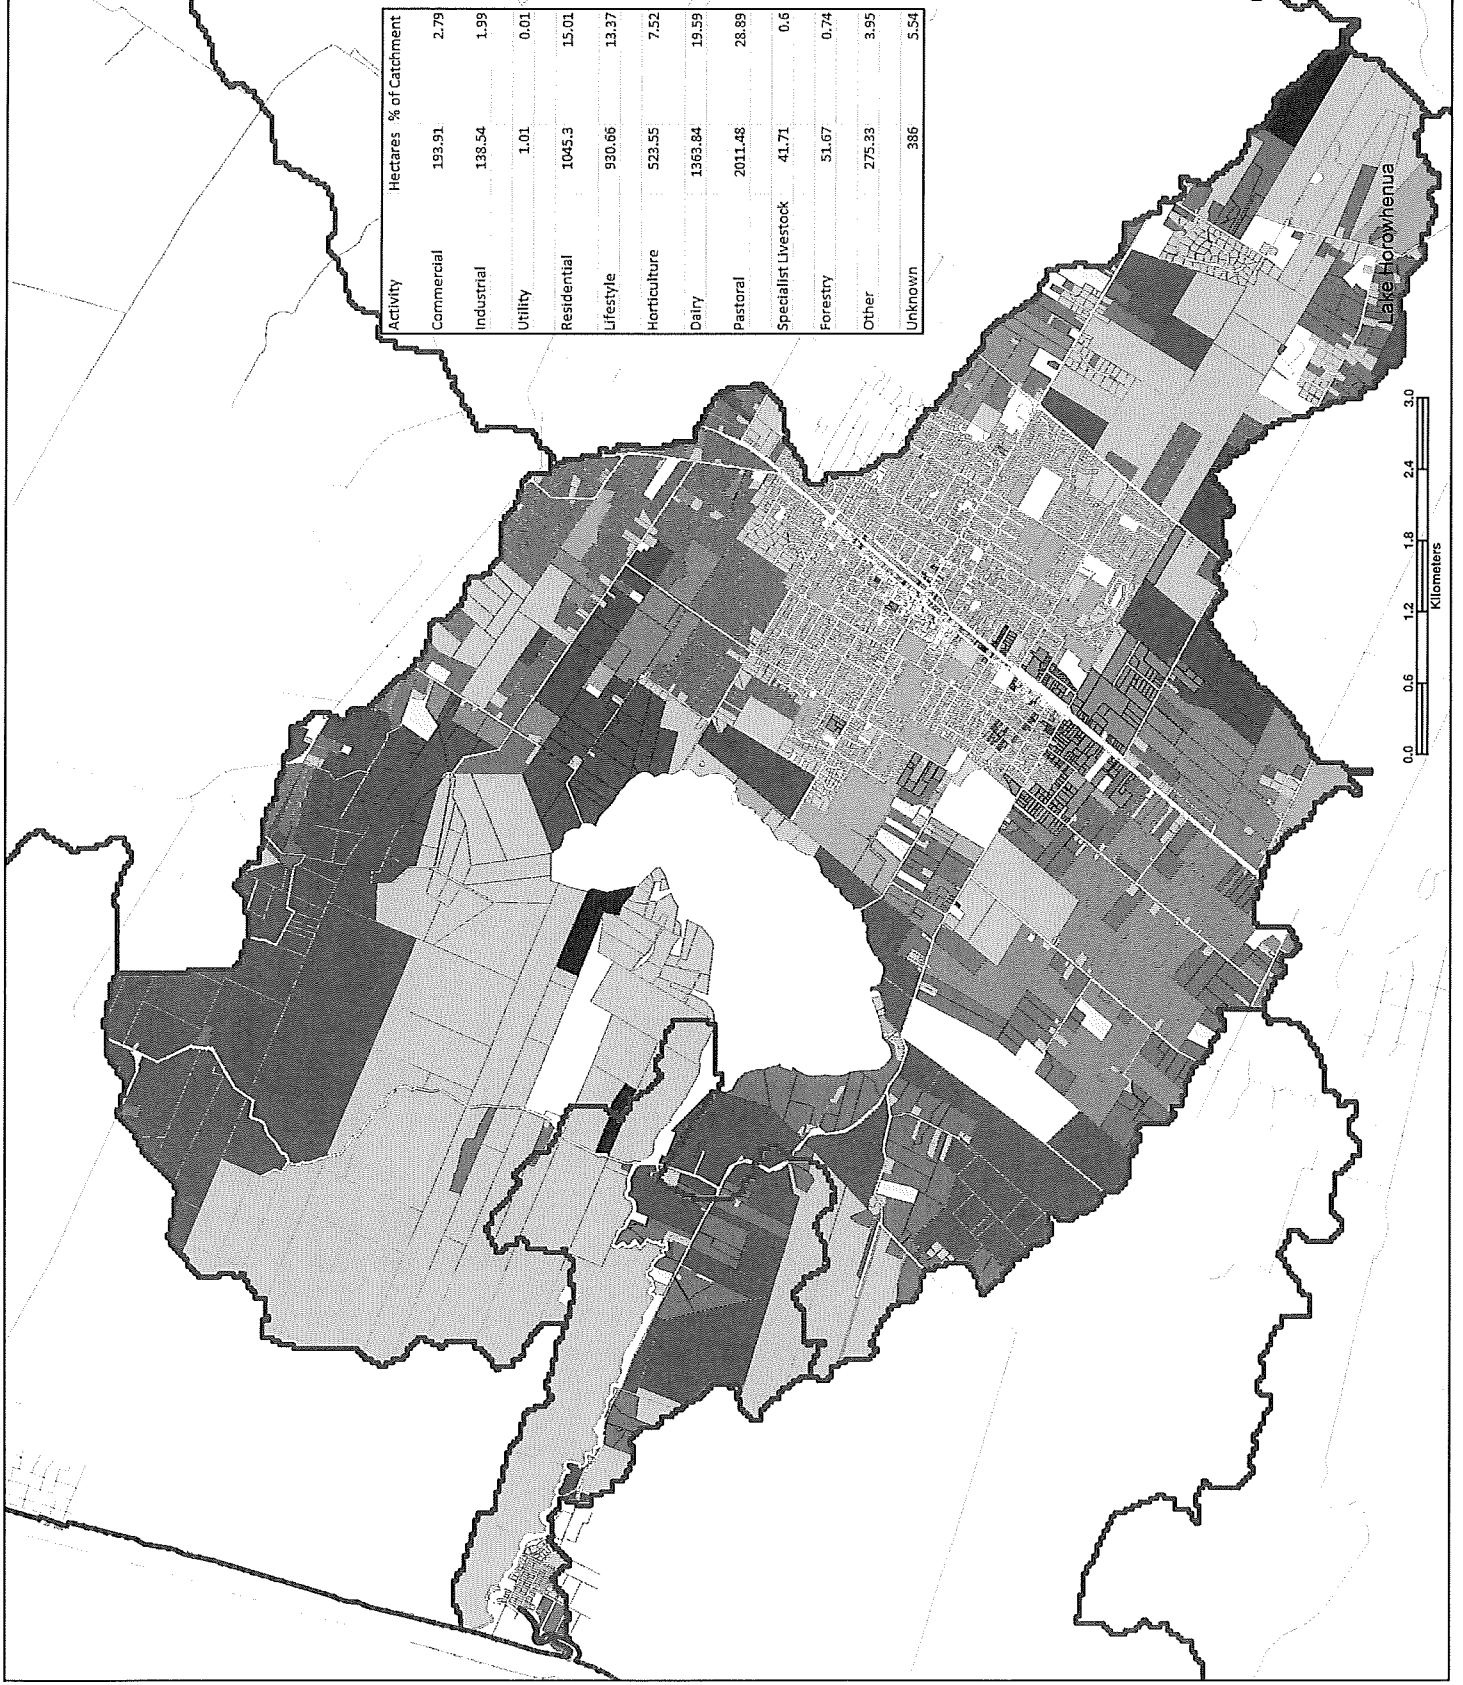 Activity Hectares % of Catchment
Commercial 193.91 2.79
Industrial 138.54 1.99
Utility 1.01 0.01
Residential 1045.3 15.01
Lifestyle 930.66 13.37
Horticulture 523.55 7.52
Dairy 1363.84 19.59
Pastoral 2011.48 28.89
Specialist Livestock 41.71 0.6
Forestry 51.67 0.74
Other 275.33 3.95
Unknown 386 5.54
Lake Horowhenua
0.0 0.6 1.2 1.8 2.4 3.0
Kilometers